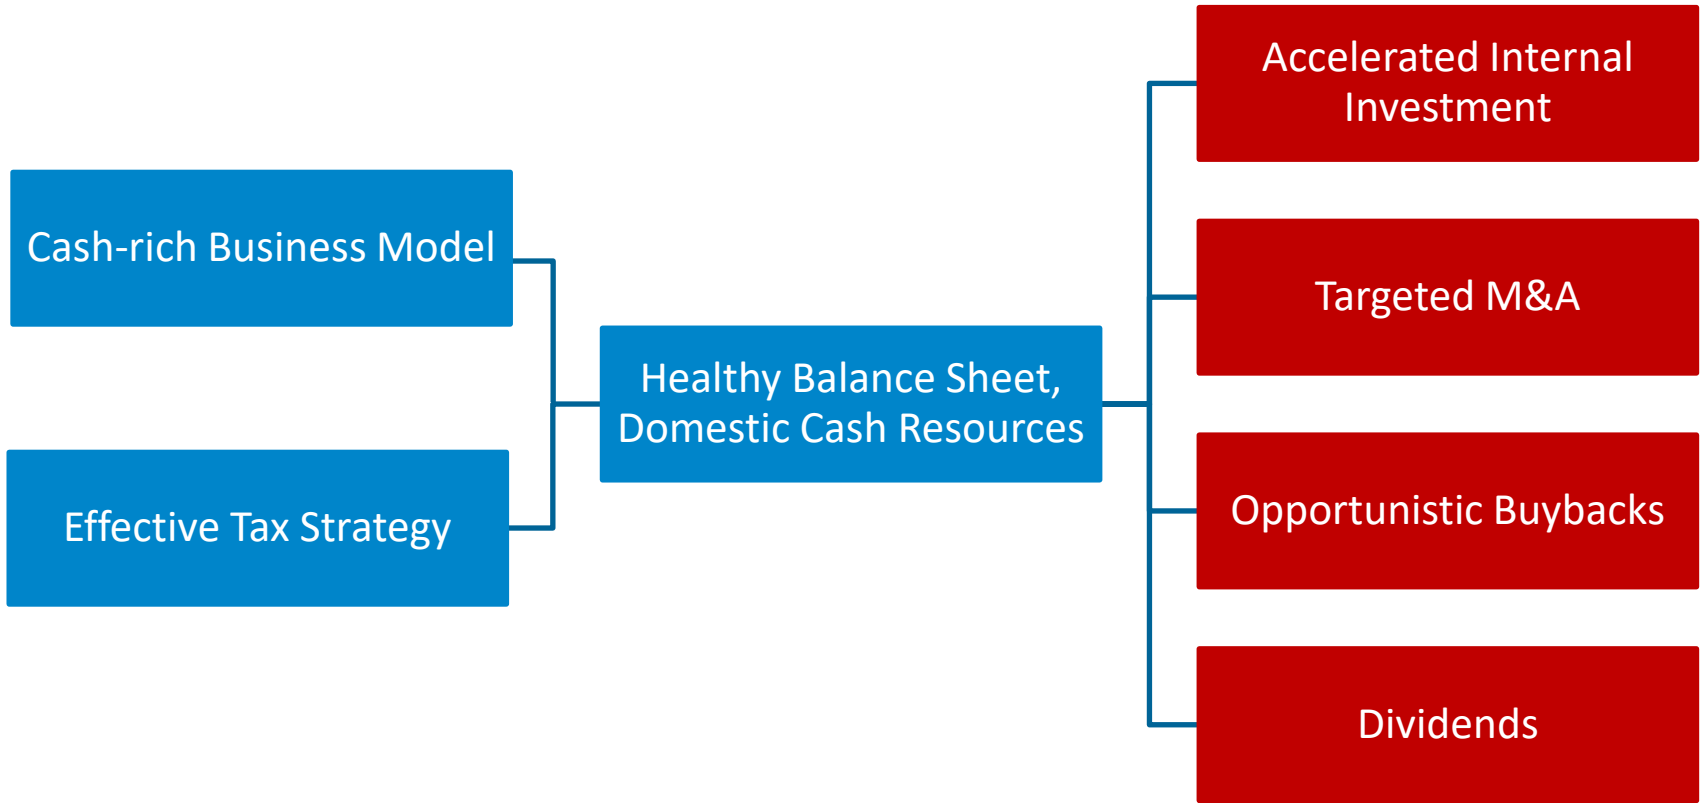 Cash-rich Business Model
Effective Tax Strategy
Healthy Balance Sheet,
Domestic Cash Resources
Accelerated Internal
Investment
Targeted M&A
Opportunistic Buybacks
Dividends